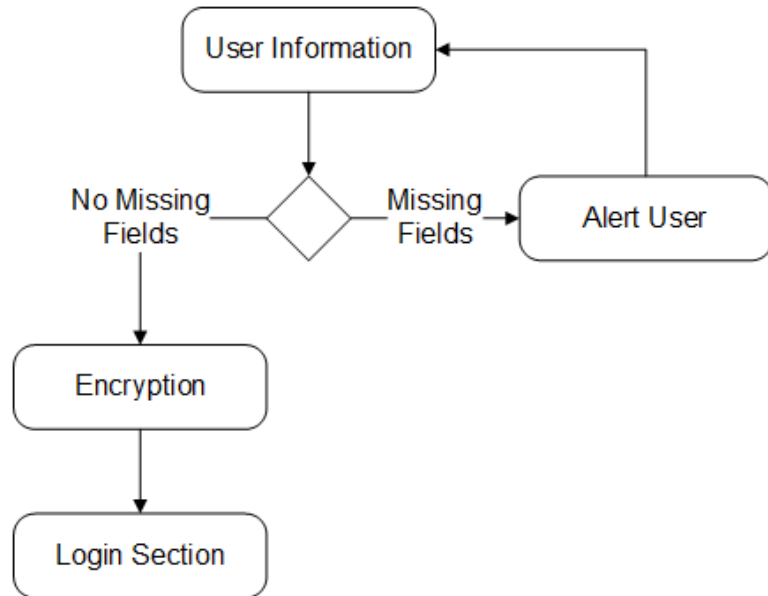 User Information
No Missing
Fields
Missing
Fields
Alert User
Encryption
Login Section